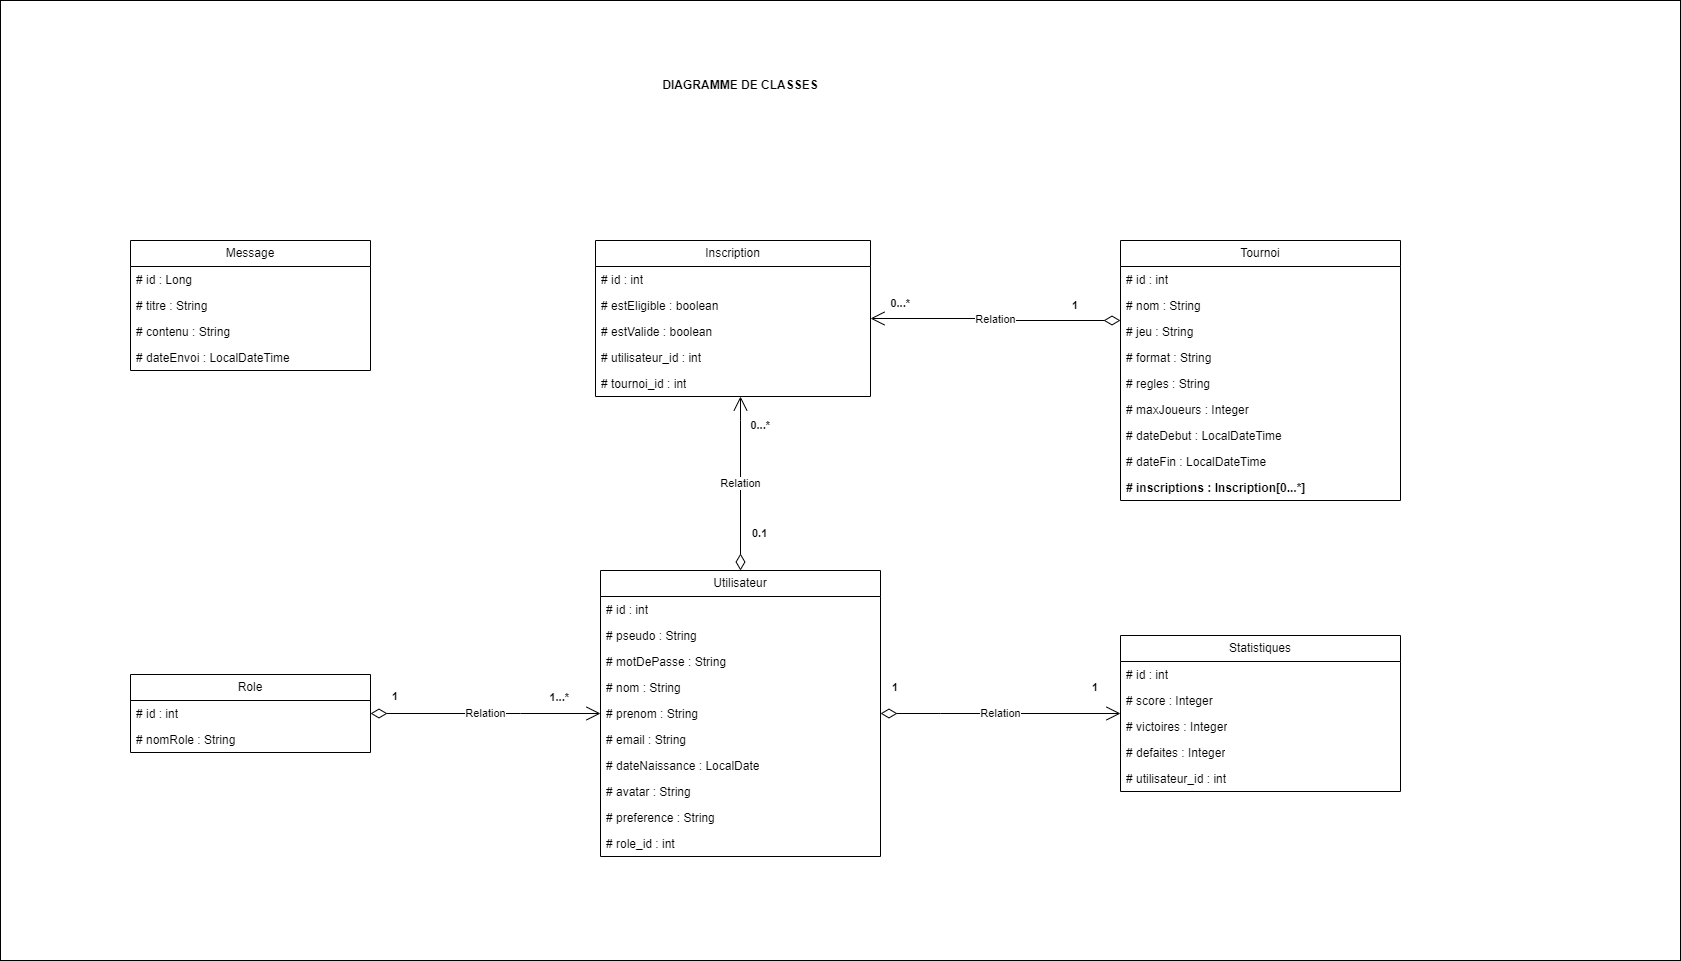 DIAGRAMME DE CLASSES
Message
# id : Long
# titre : String
# contenu : String
# dateEnvoi : LocalDateTime
Inscription
# id : int
# estEligible : boolean
# estValide : boolean
# utilisateur_id : int
# tournoi_id : int
0...*
Relation
1
Tournoi
# id : int
# nom : String
# jeu : String
# format : String
# regles : String
# maxJoueurs : Integer
# dateDebut : LocalDateTime
# dateFin : LocalDateTime
# inscriptions : Inscription[0...*]
0...*
Relation
0.1
Role
# id : int
# nomRole : String
1
Relation
1...*
Utilisateur
# id : int
# pseudo : String
# motDePasse : String
# nom : String
# prenom : String
# email : String
# dateNaissance : LocalDate
# avatar : String
# preference : String
# role_id : int
1
Relation
1
Statistiques
# id : int
# score : Integer
# victoires : Integer
# defaites : Integer
# utilisateur_id : int